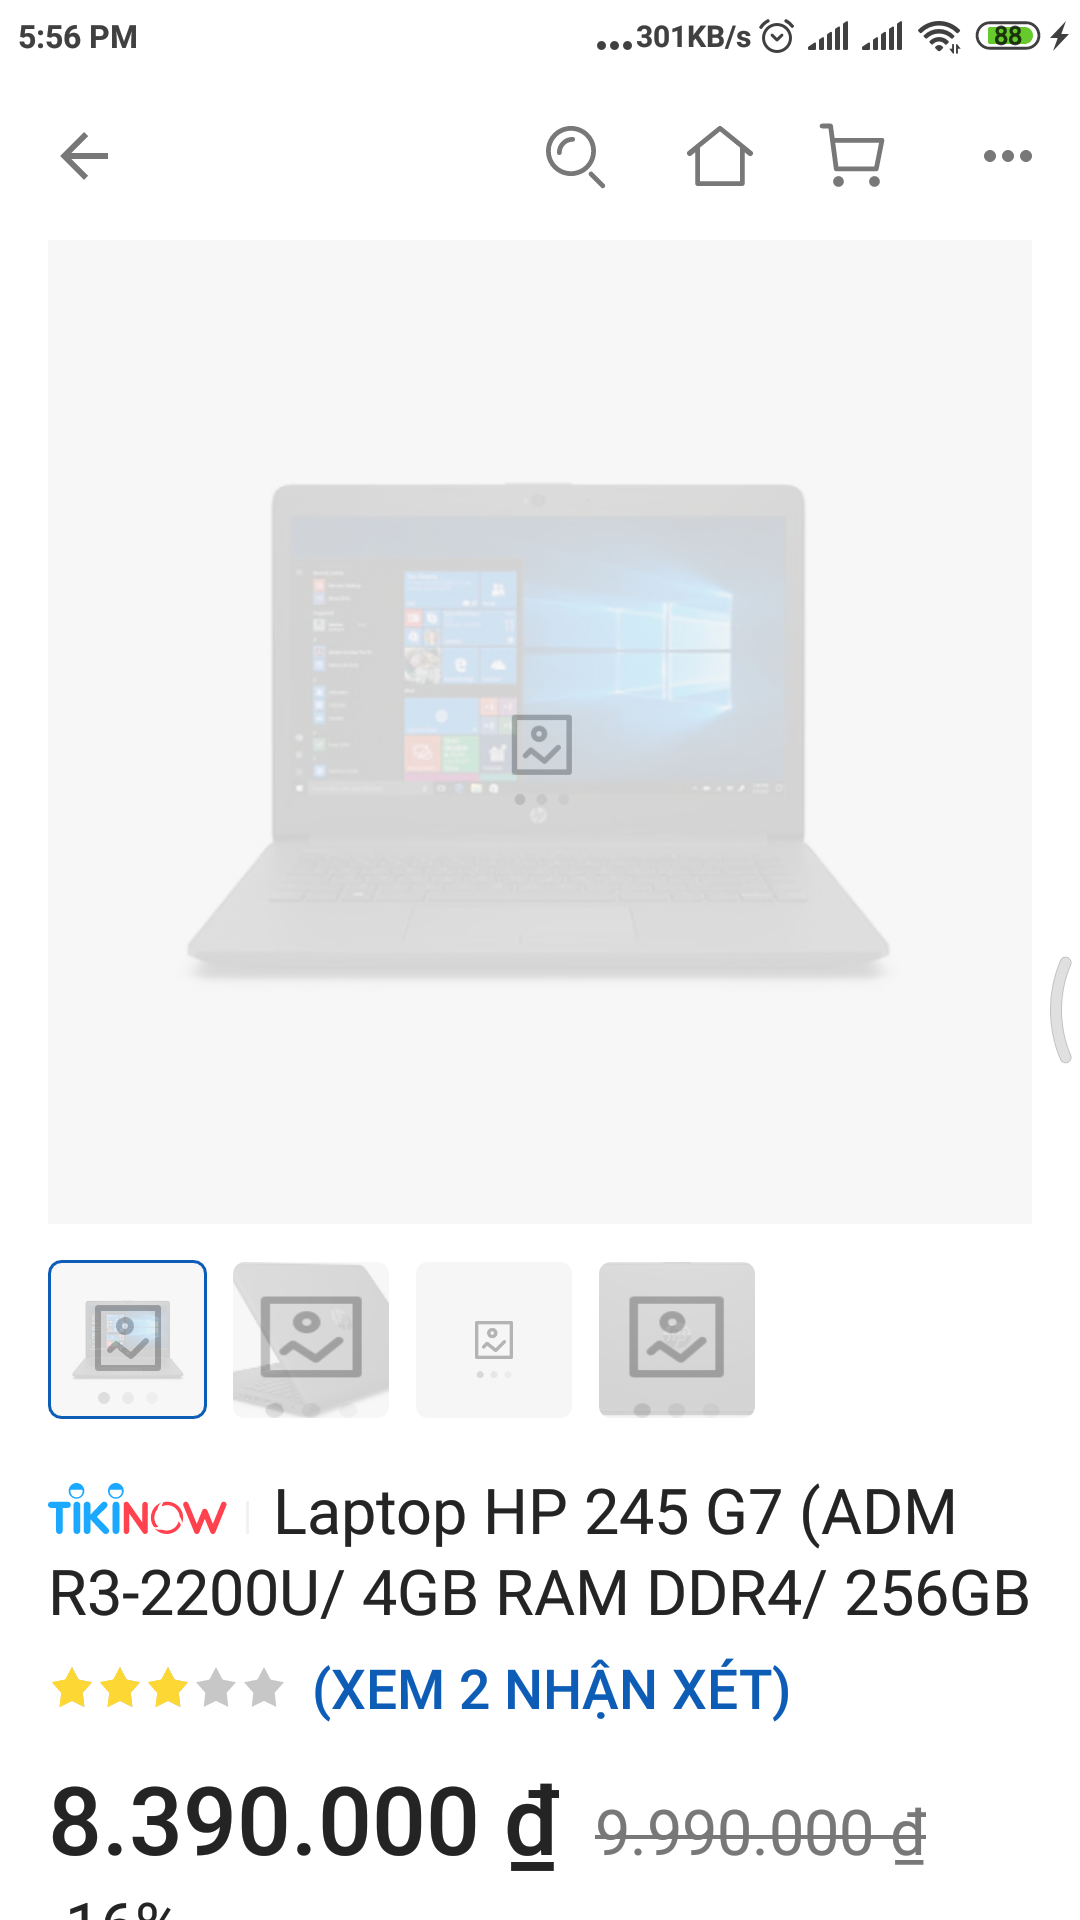 5:56 PM
...301KB/s
88
TIKINOW Laptop HP 245 G7 (ADM
R3-2200U/ 4GB RAM DDR4/ 256GB
(XEM 2 NHẬN XÉT)
8.390.000 ₫ 9.990.000 ₫
-16%